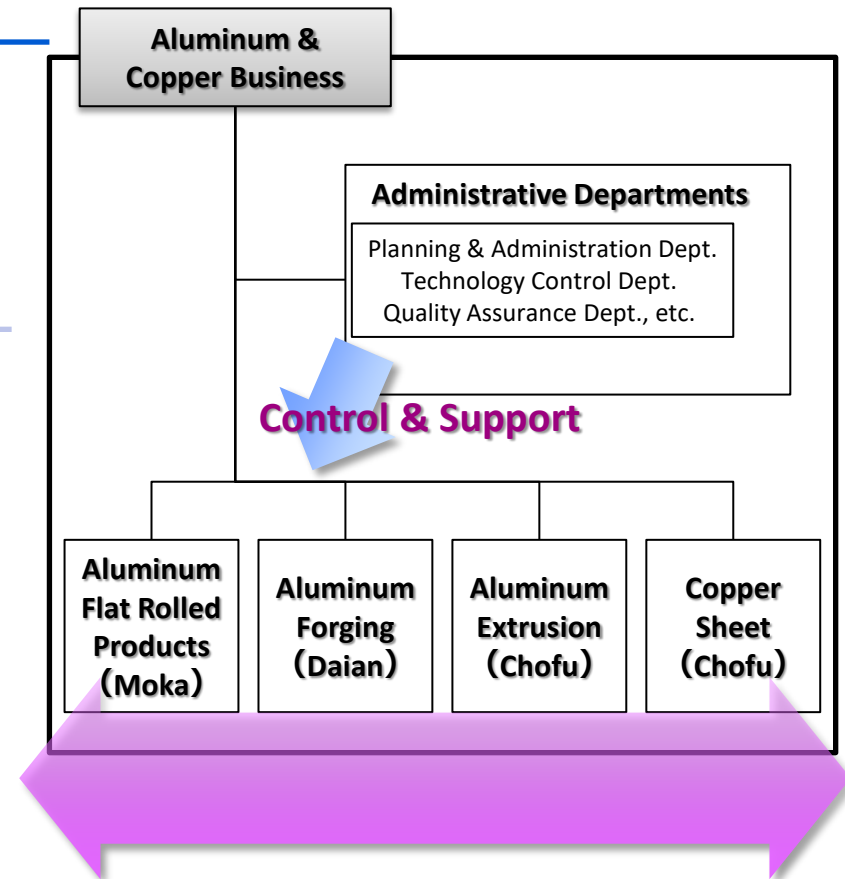 Aluminum &
Copper Business
Administrative Departments
Planning & Administration Dept.
Technology Control Dept.
Quality Assurance Dept., etc.
Control & Support
Aluminum
Flat Rolled
Products
（Moka）
Aluminum
Forging
（Daian）
Aluminum
Extrusion
（Chofu）
Copper
Sheet
（Chofu）